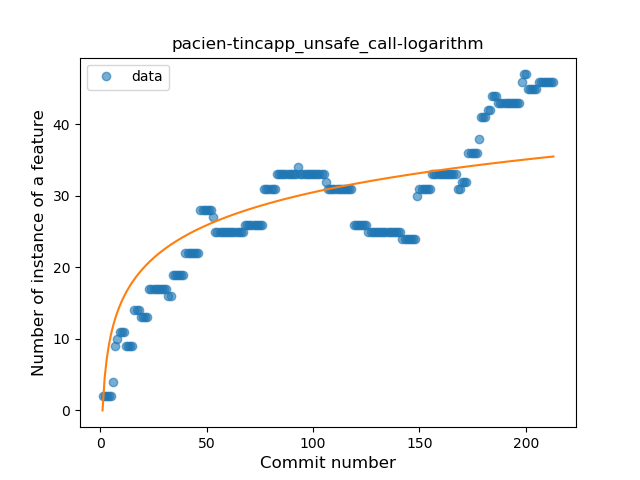 pacien-tincapp_unsafe_call-logarithm
data
Number of instance of a feature
40
30
20
10
0
0 50 100 150 200
Commit number